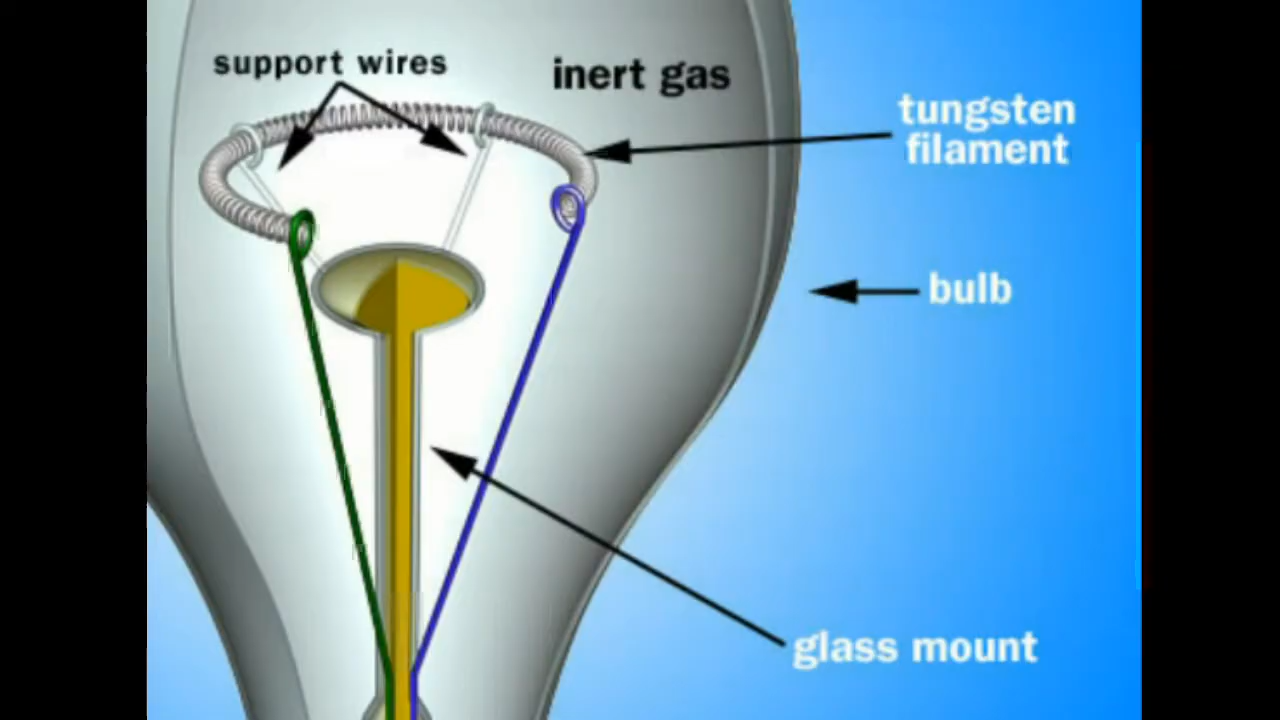 support wires
inert gas
tungsten
filament
bulb
glass mount